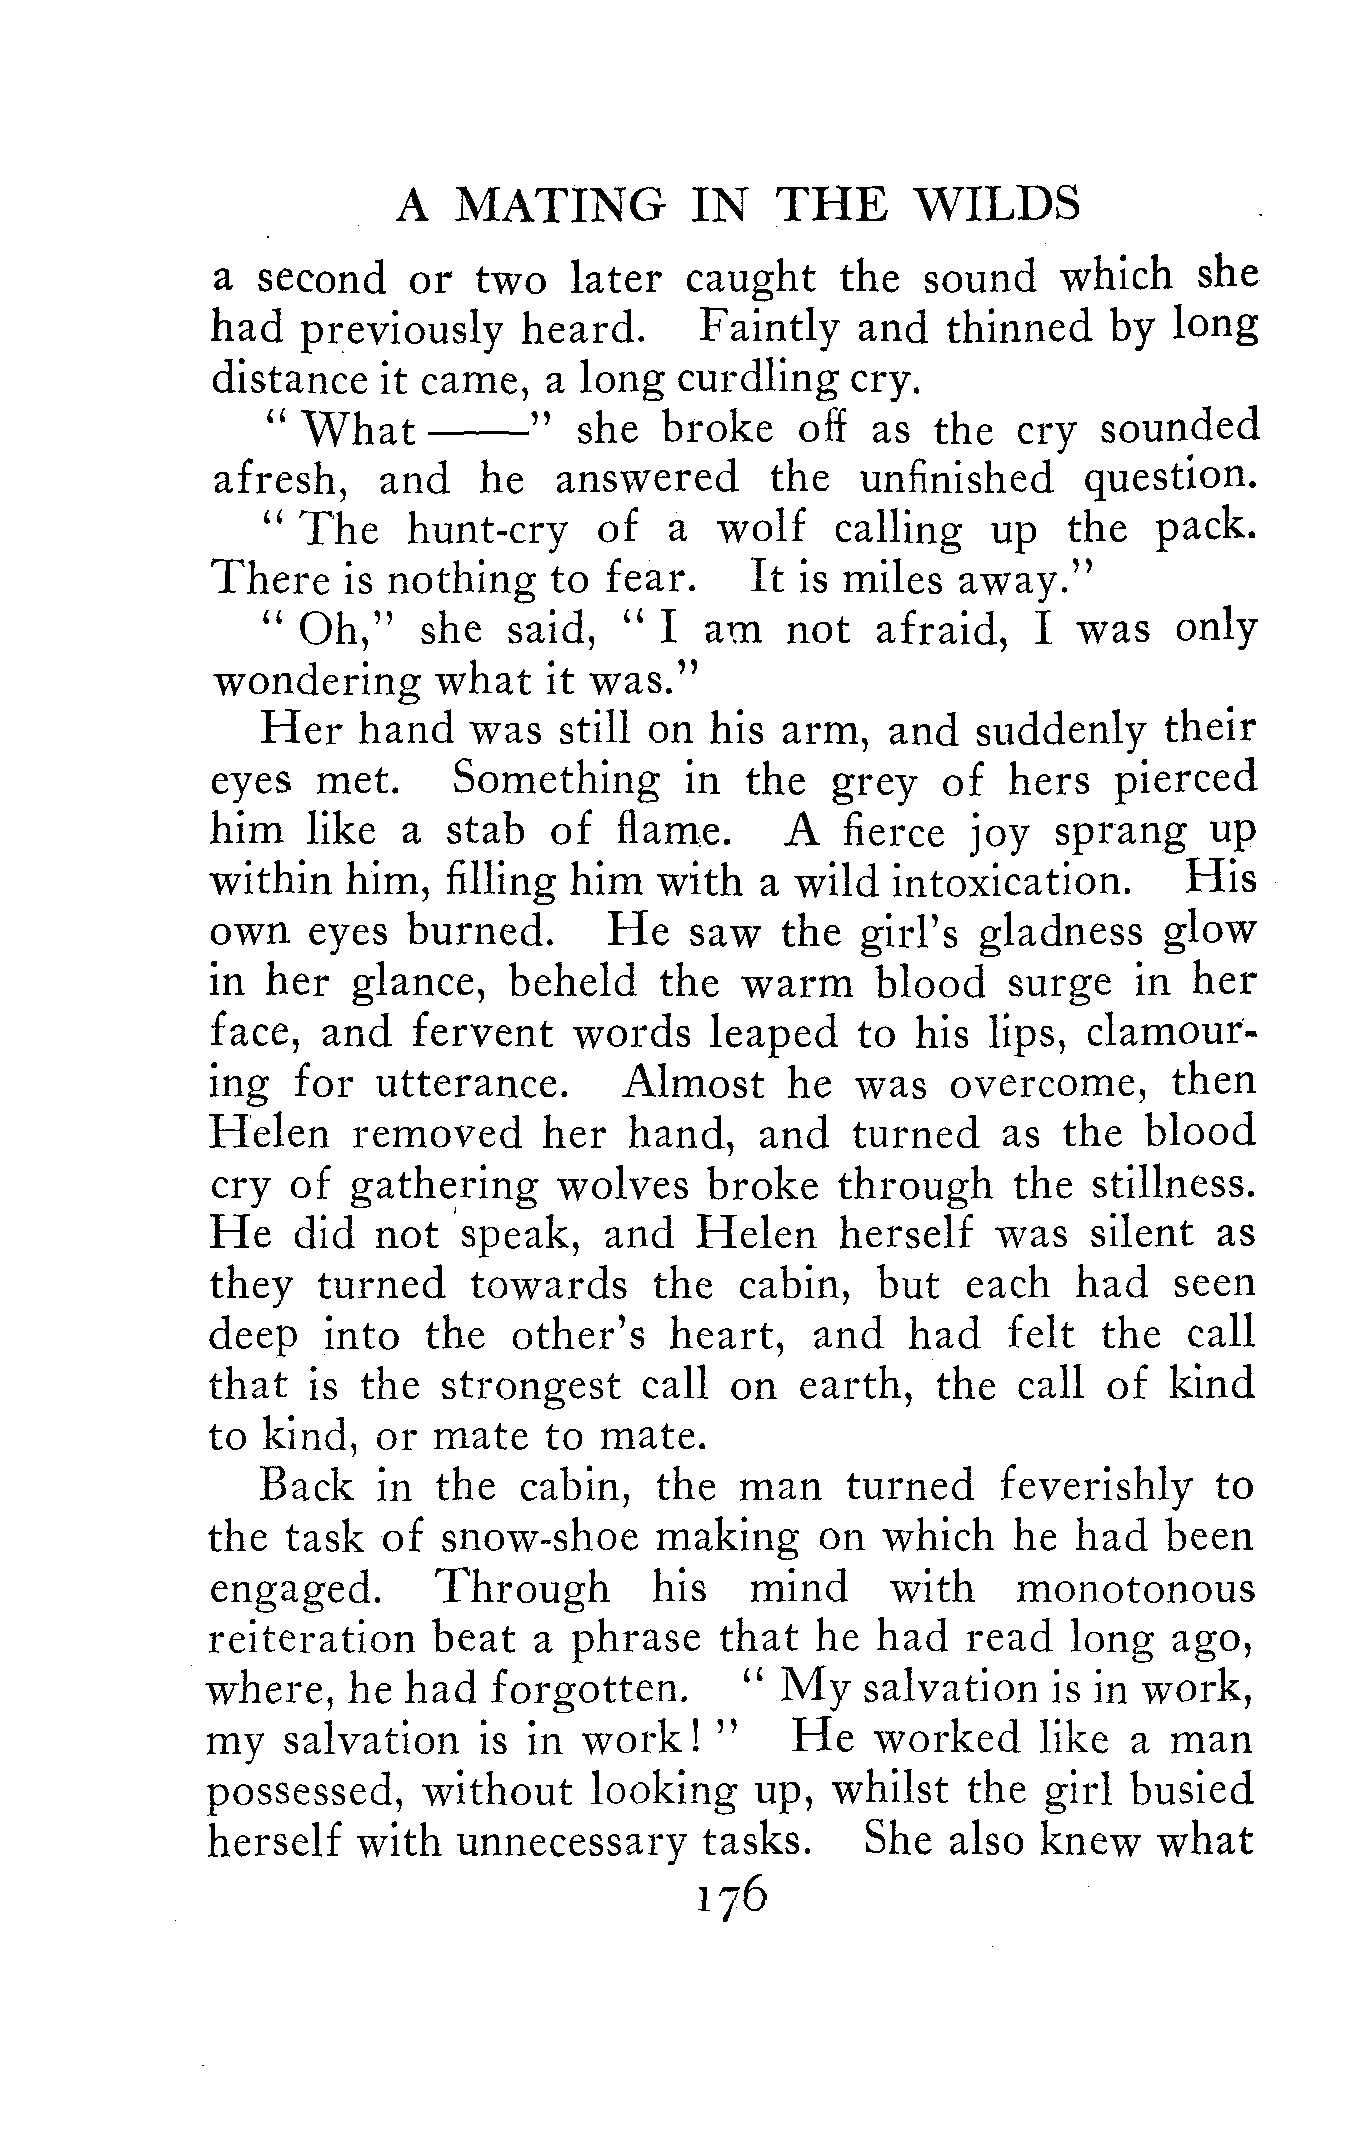 A MATING IN THE WILDS
a second or two later caught the sound which she
had previously heard. Faintly and thinned by long
distance it came, a long curdling cry.
" What ——" she broke off as the cry sounded
afresh, and he answered the unfinished question.
" The hunt-cry of a wolf calling up the pack.
There is nothing to fear. It is miles away."
" Oh," she said, " I am not afraid, I was only
wondering what it was."
Her hand was still on his arm, and suddenly their
eyes met. Something in the grey of hers pierced
him like a stab of flame. A fierce joy sprang up
within him, filling him with a wild intoxication. His
own eyes burned. He saw the girl's gladness glow
in her glance, beheld the warm blood surge in her
face, and fervent words leaped to his lips, clamour-
ing for utterance. Almost he was overcome, then
Helen removed her hand, and turned as the blood
cry of gathering wolves broke through the stillness.
He did not speak, and Helen herself was silent as
they turned towards the cabin, but each had seen
deep into the other's heart, and had felt the call
that is the strongest call on earth, the call of kind
to kind, or mate to mate.
Back in the cabin, the man turned feverishly to
the task of snow-shoe making on which he had been
engaged. Through his mind with monotonous
reiteration beat a phrase that he had read long ago,
where, he had forgotten. " My salvation is in work,
my salvation is in work! " He worked like a man
possessed, without looking up, whilst the girl busied
herself with unnecessary tasks. She also knew what
176